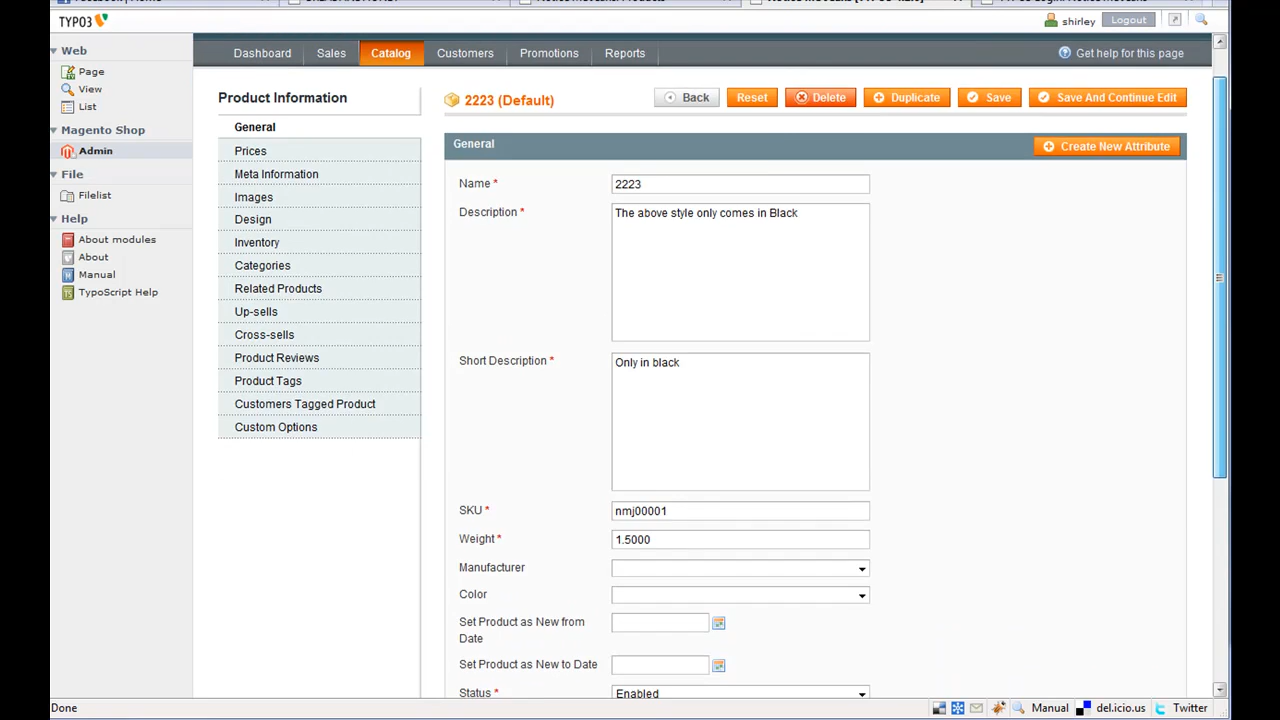 TYPO3
shirley
Logout
Web
Page
View
List
Magento Shop
Admin
File
Filelist
Help
About modules
About
Manual
TypoScript Help
Dashboard
Sales
Catalog
Customers
Promotions
Reports
Get help for this page
Product Information
General
Prices
Meta Information
Images
Design
Inventory
Categories
Related Products
Up-sells
Cross-sells
Product Reviews
Product Tags
Customers Tagged Product
Custom Options
2223 (Default)
Back
Reset
Delete
Duplicate
Save
Save And Continue Edit
General
Create New Attribute
Name *
2223
Description *
The above style only comes in Black
Short Description *
Only in black
SKU *
nmj00001
Weight *
1.5000
Manufacturer
Color
Set Product as New from
Date
Set Product as New to Date
Status *
Enabled
Done
Manual
del.icio.us
Twitter